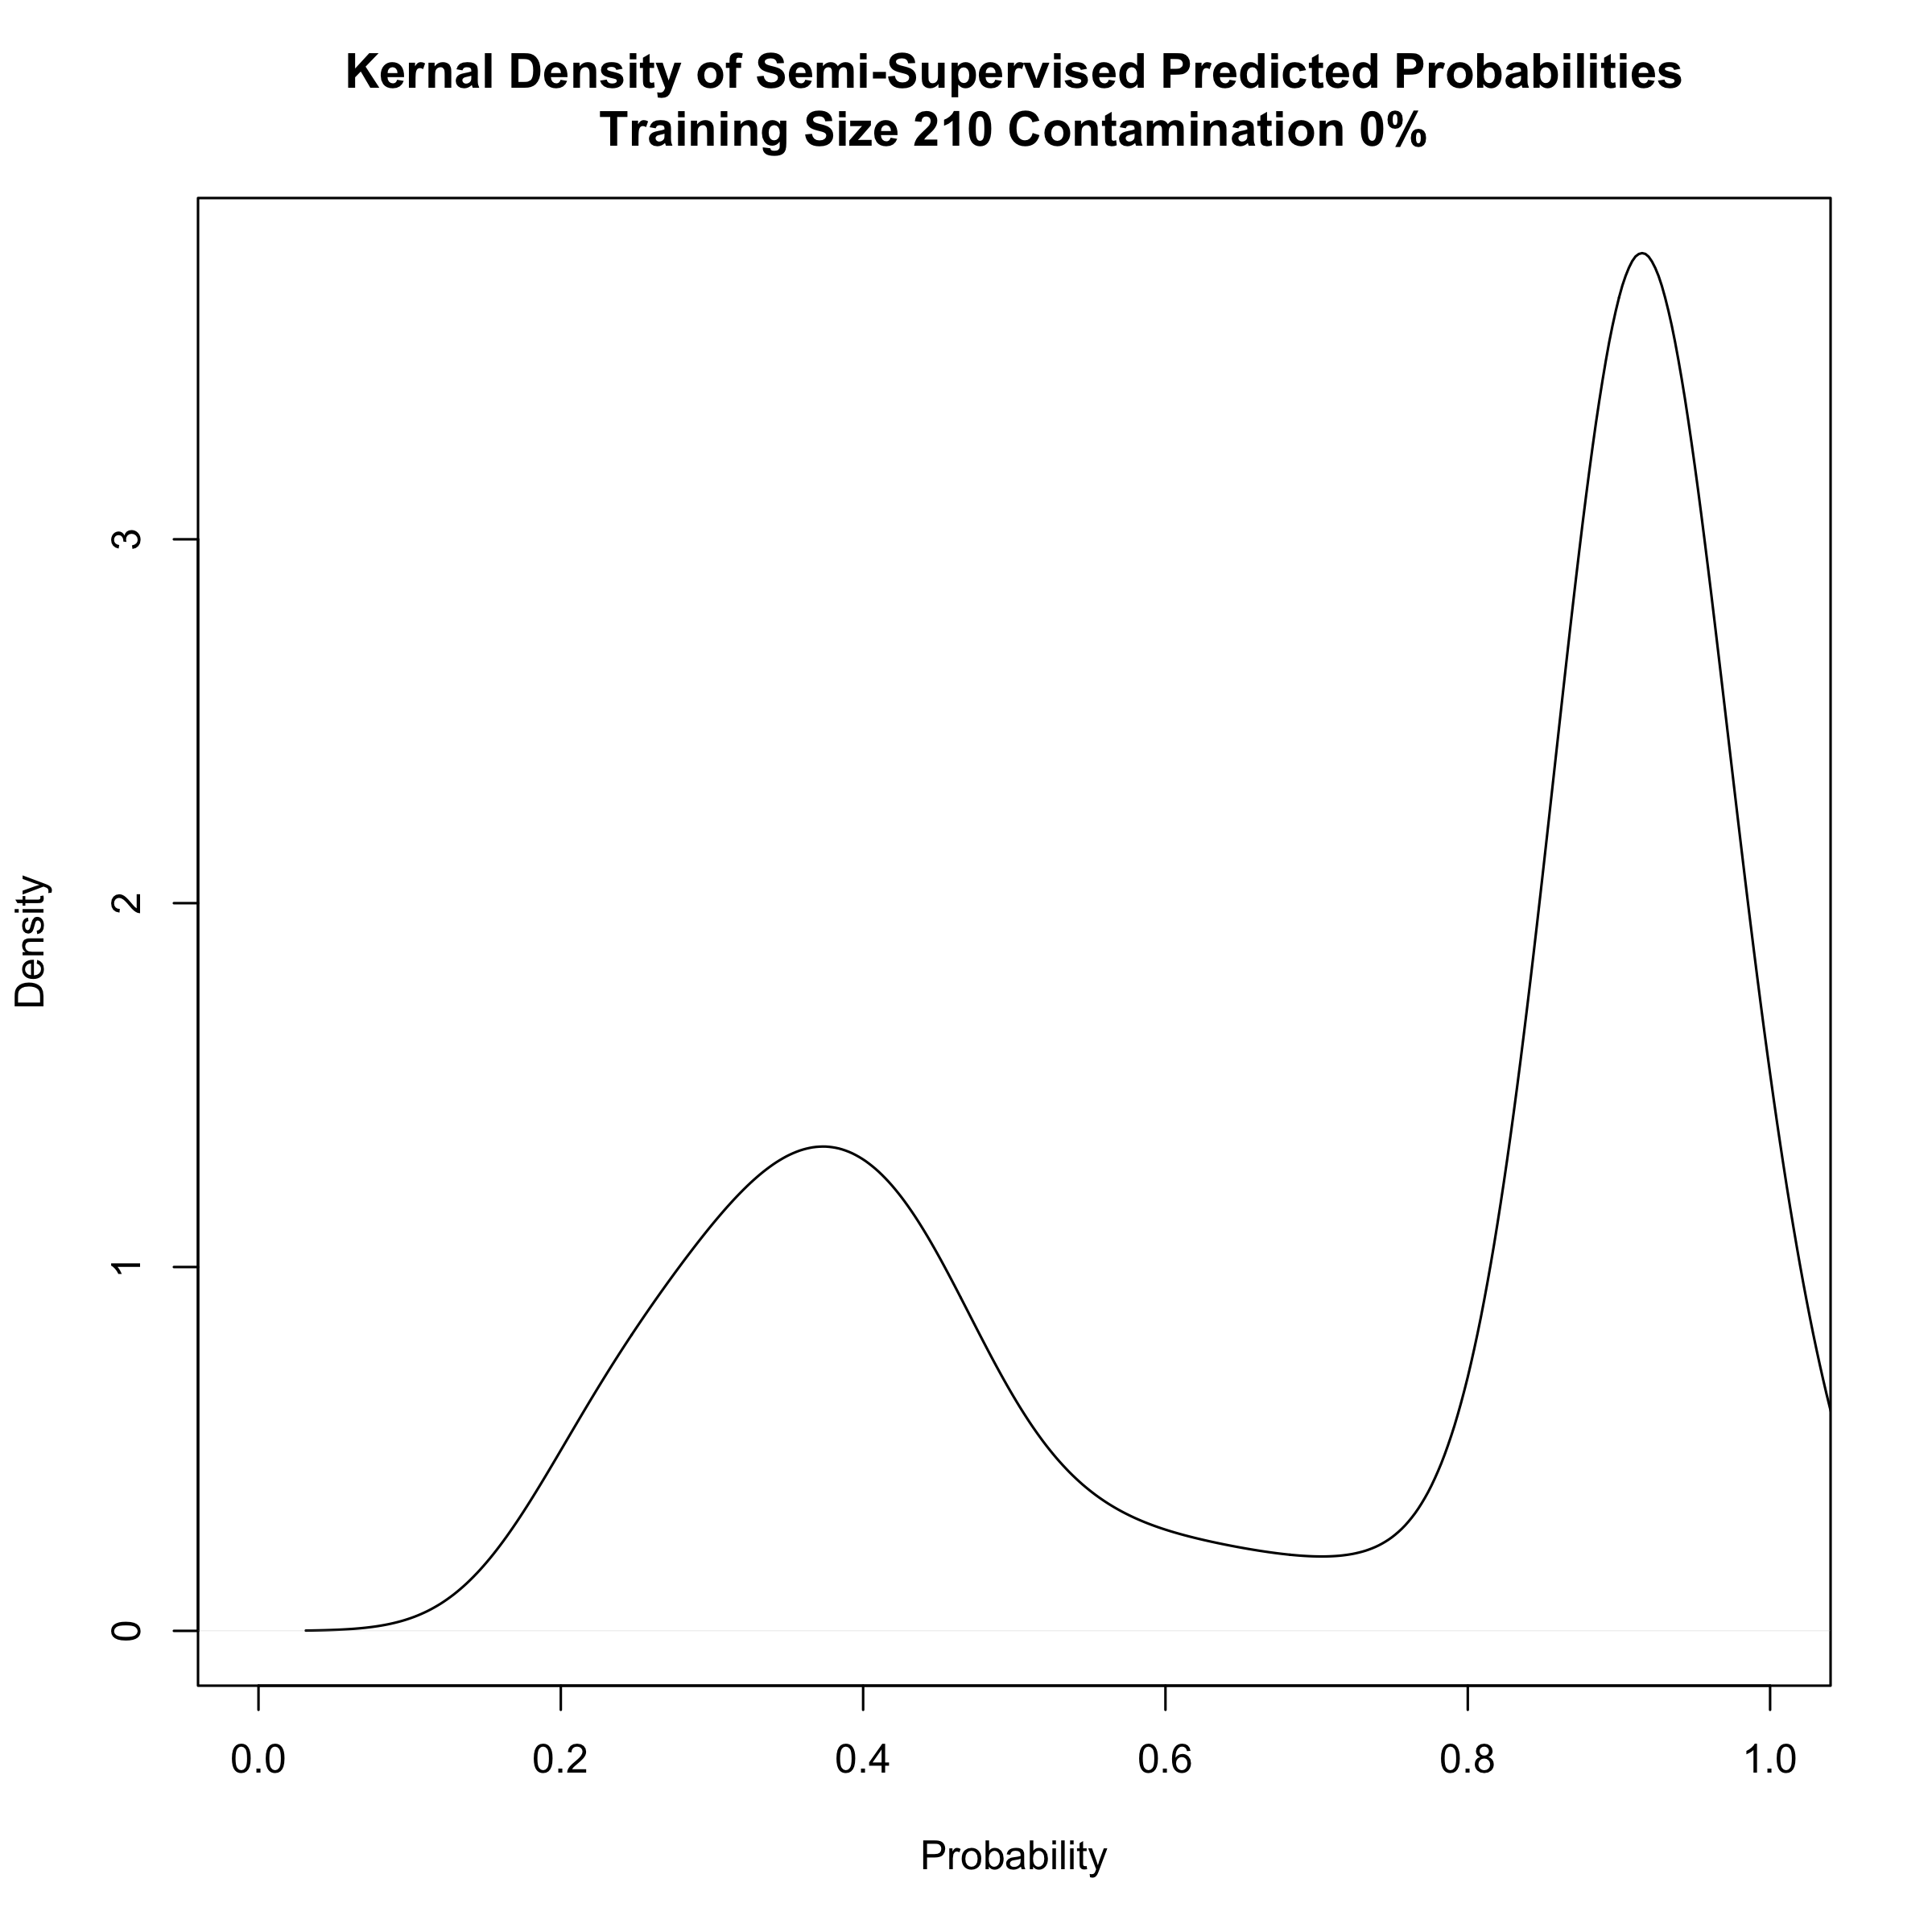 Kernal Density of Semi-Supervised Predicted Probabilities
Training Size 210 Contamination 0%
3
2
1
0
Density
0.0 0.2 0.4 0.6 0.8 1.0
Probability